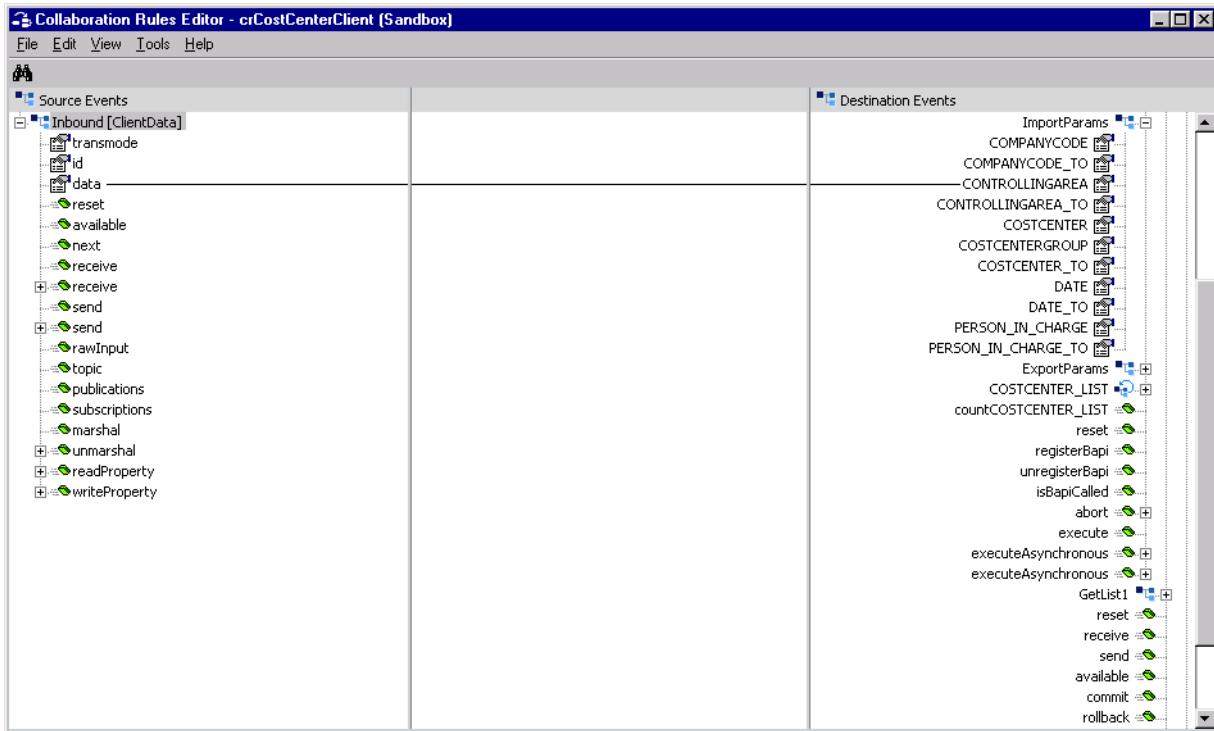 Collaboration Rules Editor - crCostCenterClient (Sandbox)
File Edit View Tools Help
Source Events
Inbound [ClientData]
transmode
id
data
reset
available
next
receive
receive
send
send
rawInput
topic
publications
subscriptions
marshal
unmarshal
readProperty
writeProperty
Destination Events
ImportParams
COMPANYCODE
COMPANYCODE_TO
CONTROLLINGAREA
CONTROLLINGAREA_TO
COSTCENTER
COSTCENTERGROUP
COSTCENTER_TO
DATE
DATE_TO
PERSON_IN_CHARGE
PERSON_IN_CHARGE_TO
ExportParams
COSTCENTER_LIST
countCOSTCENTER_LIST
reset
registerBapi
unregisterBapi
isBapiCalled
abort
execute
executeAsynchronous
executeAsynchronous
GetList1
reset
receive
send
available
commit
rollback